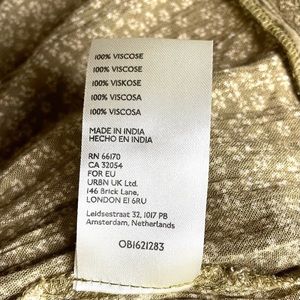 100% VISCOSE
100% VISCOSE
100% VISKOSE
100% VISCOSA
100% VISCOSA
MADE IN INDIA
HECHO EN INDIA
RN 66170
CA 32054
FOR EU
URBN UK Ltd.
146 Brick Lane,
LONDON E1 6RU
Leidsestraat 32, 1017 PB
Amsterdam, Netherlands
OB1621283